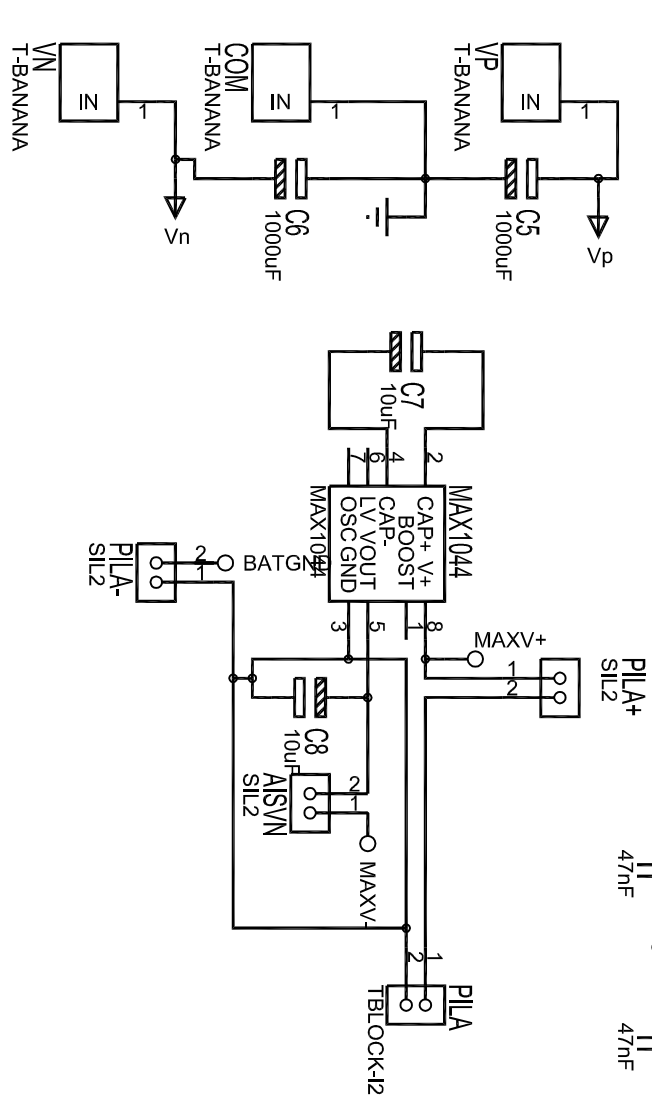 VN
T-BANANA
IN
1
COM
T-BANANA
IN
1
VP
T-BANANA
IN
1
C6
1000uF
C5
1000uF
Vn
Vp
C7
10uF
7
6
4
2
MAX1044
MAX1044
CAP+ V+
BOOST
CAP-
LV VOUT
OSC GND
3
5
1
8
PILA-
SIL2
2
1
BATGND
MAXV+
PILA+
SIL2
1
2
C8
10uF
AISVN
SIL2
2
1
MAXV-
PILA
TBLOCK-I2
1
2
47nF
47nF